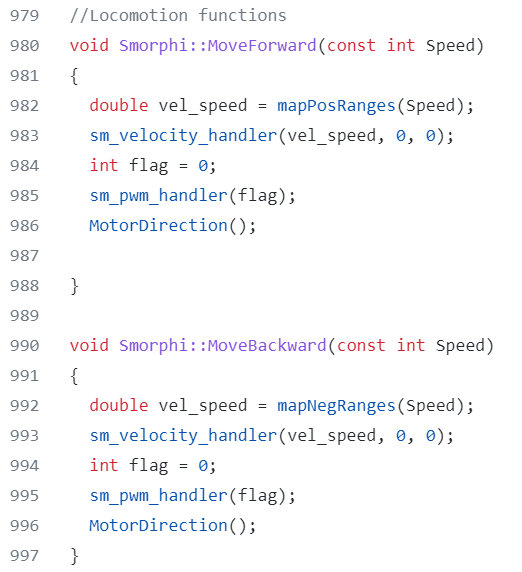 979 //Locomotion functions
980 void Smorphi::MoveForward(const int Speed)
981 {
982   double vel_speed = mapPosRanges(Speed);
983   sm_velocity_handler(vel_speed, 0, 0);
984   int flag = 0;
985   sm_pwm_handler(flag);
986   MotorDirection();
987
988 }
989
990 void Smorphi::MoveBackward(const int Speed)
991 {
992   double vel_speed = mapNegRanges(Speed);
993   sm_velocity_handler(vel_speed, 0, 0);
994   int flag = 0;
995   sm_pwm_handler(flag);
996   MotorDirection();
997 }